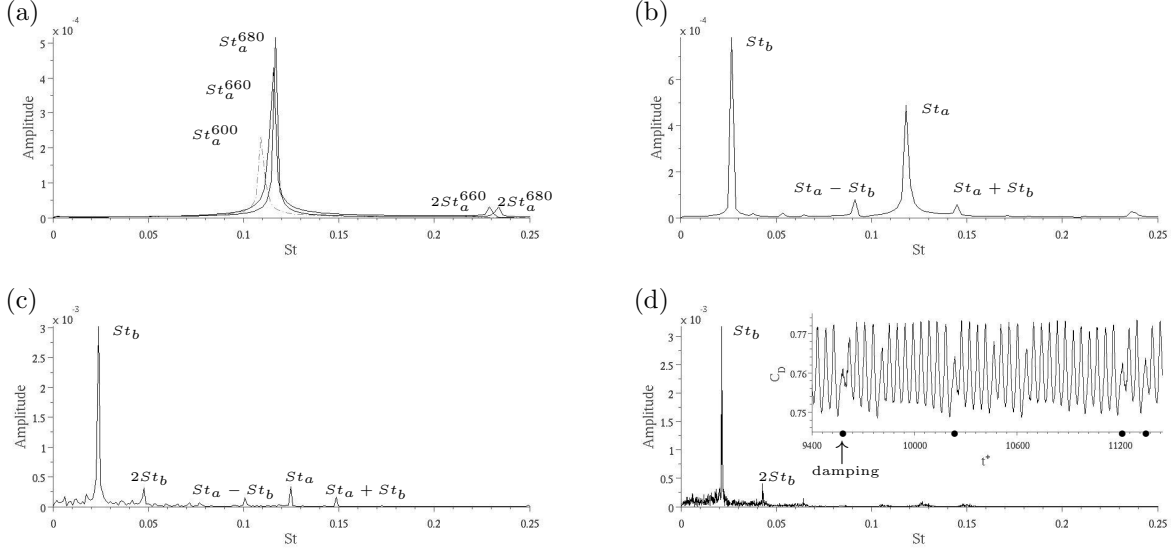 (a)
x 10⁻⁴
5
4
3
2
1
0
Amplitude
St_a^680
St_a^660
St_a^600
2St_a^660 2St_a^680
0 0.05 0.1 0.15 0.2 0.25
St
(b)
x 10⁻⁴
6
4
2
0
Amplitude
St_b
St_a
St_a − St_b
St_a + St_b
0 0.05 0.1 0.15 0.2 0.25
St
(c)
x 10⁻³
3
2.5
2
1.5
1
0.5
0
Amplitude
St_b
2St_b
St_a − St_b
St_a
St_a + St_b
0 0.05 0.1 0.15 0.2 0.25
St
(d)
x 10⁻³
3
2.5
2
1.5
1
0.5
0
Amplitude
St_b
2St_b
0.77
0.76
0.75
C_D
9400 10000 10600 11200
t*
damping
0 0.05 0.1 0.15 0.2 0.25
St